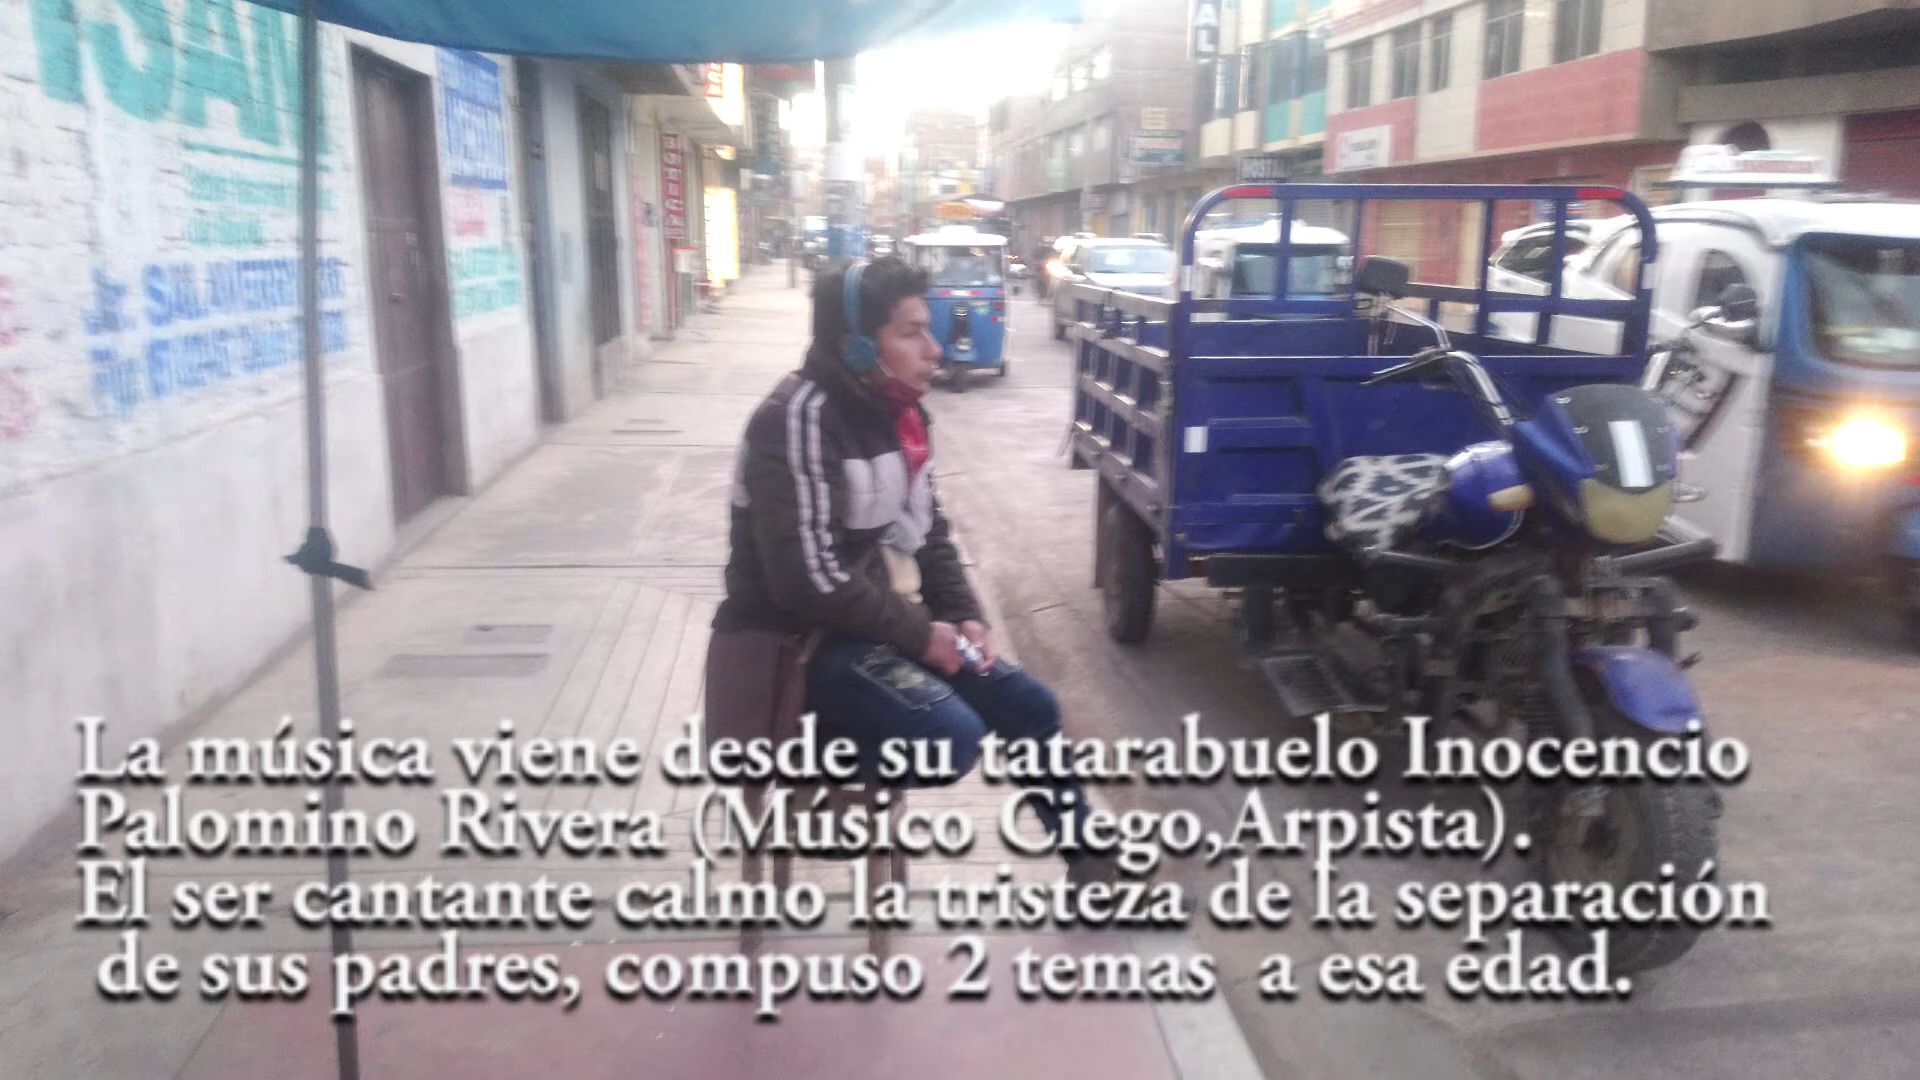 BOTICA
La música viene desde su tatarabuelo Inocencio
Palomino Rivera (Músico Ciego,Arpista).
El ser cantante calmo la tristeza de la separación
de sus padres, compuso 2 temas a esa edad.